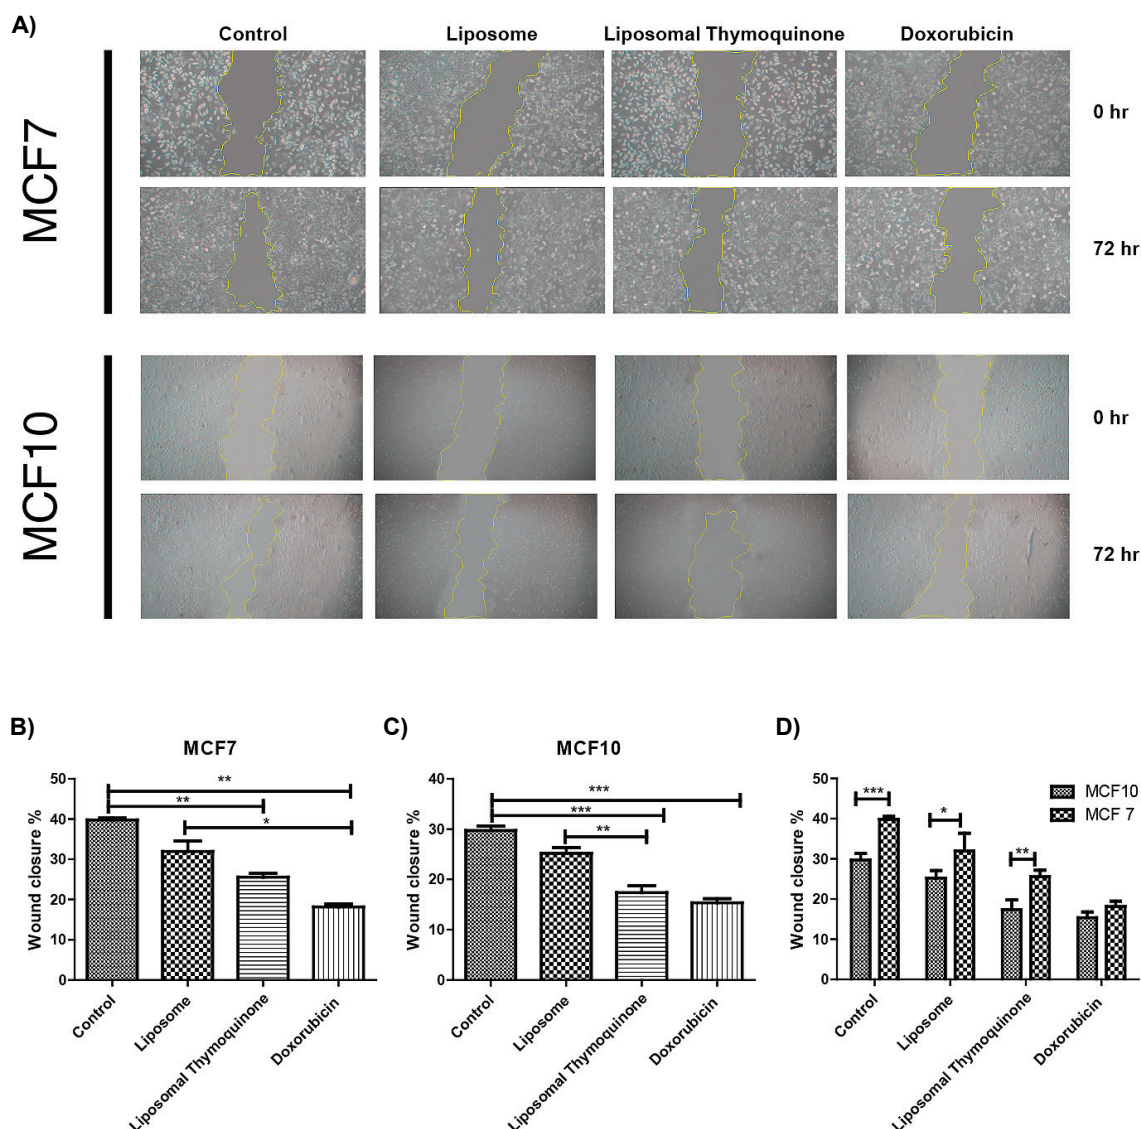 A)
Control
Liposome
Liposomal Thymoquinone
Doxorubicin
MCF7
0 hr
72 hr
MCF10
0 hr
72 hr
B)
MCF7
Wound closure %
50
40
30
20
10
0
**
**
*
Control
Liposome
Liposomal Thymoquinone
Doxorubicin
C)
MCF10
Wound closure %
40
30
20
10
0
***
***
**
Control
Liposome
Liposomal Thymoquinone
Doxorubicin
D)
Wound closure %
50
40
30
20
10
0
***
*
**
MCF10
MCF 7
Control
Liposome
Liposomal Thymoquinone
Doxorubicin